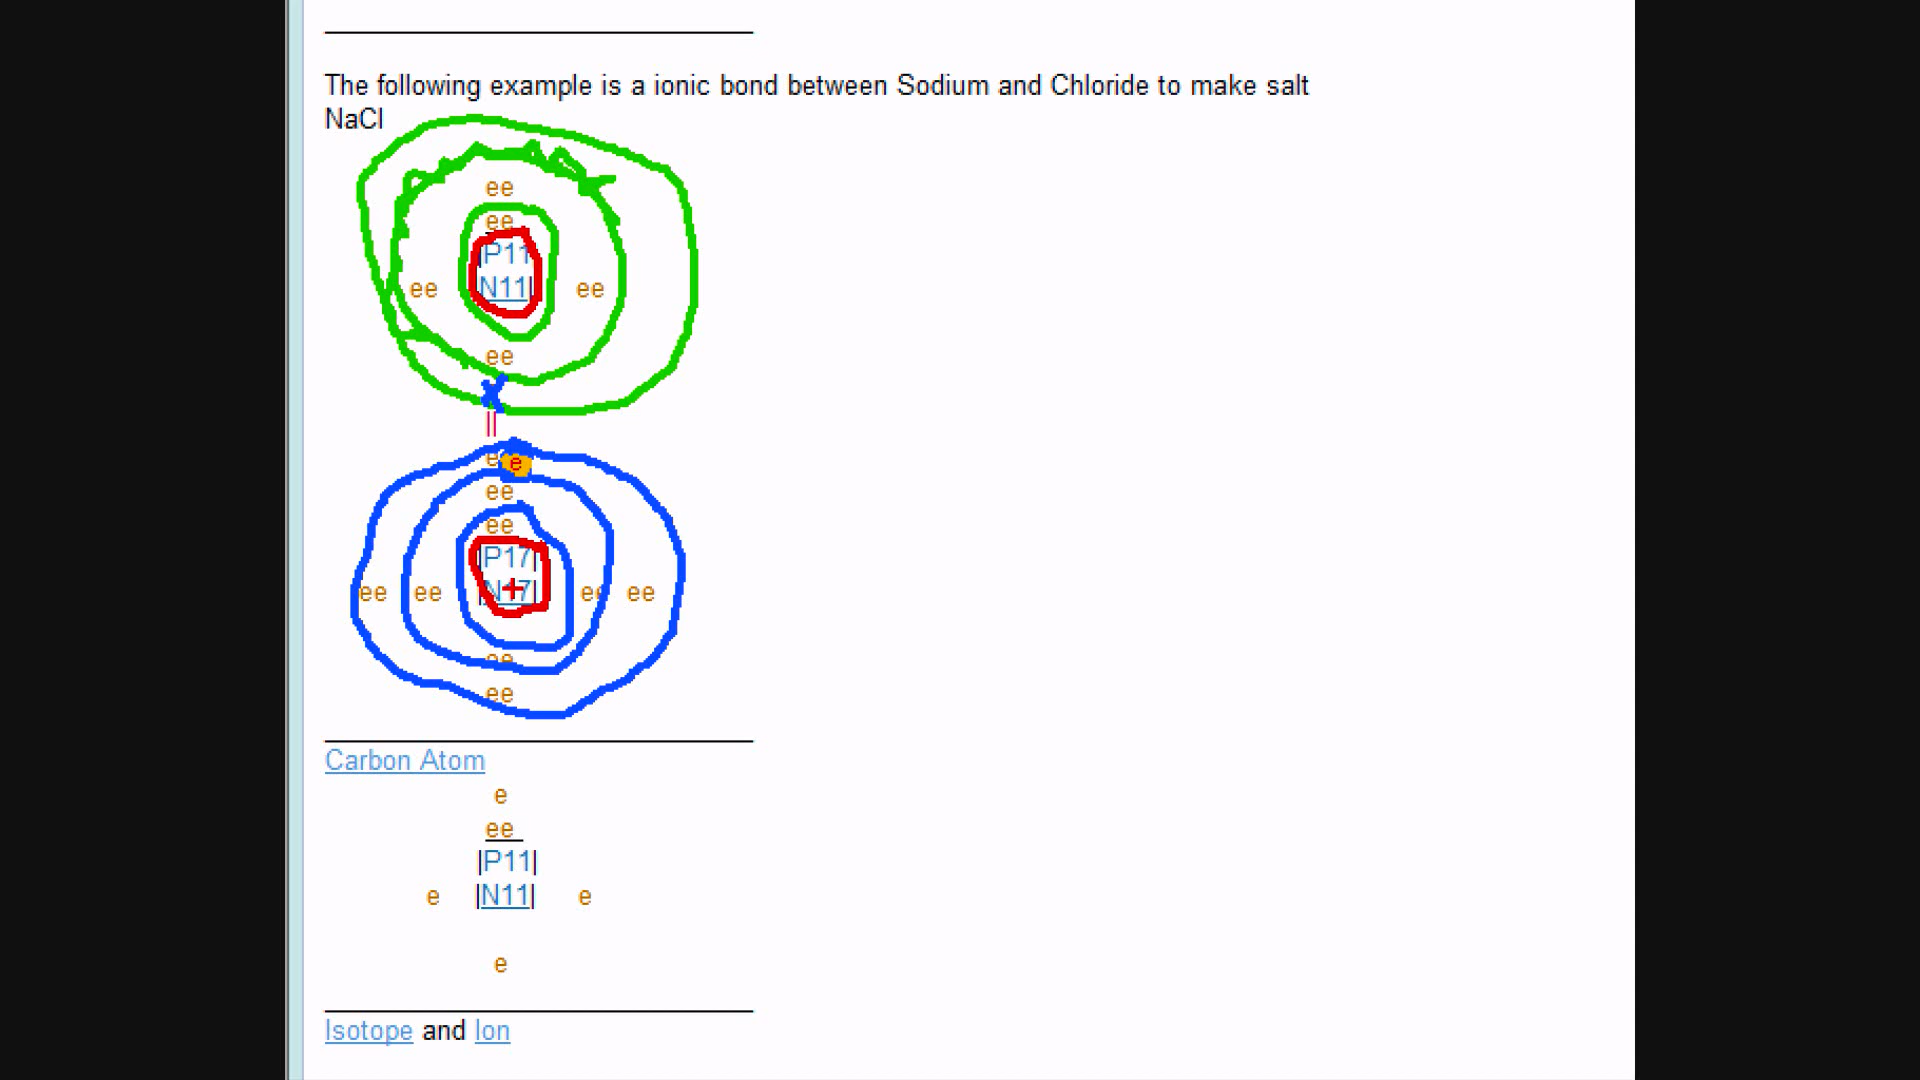 The following example is a ionic bond between Sodium and Chloride to make salt
NaCl
ee
ee
|P11
ee N11| ee
ee
||
e e
ee
ee
|P17|
ee ee |N17| ee ee
ee
ee
Carbon Atom
e
ee
|P11|
e |N11| e
e
Isotope and Ion